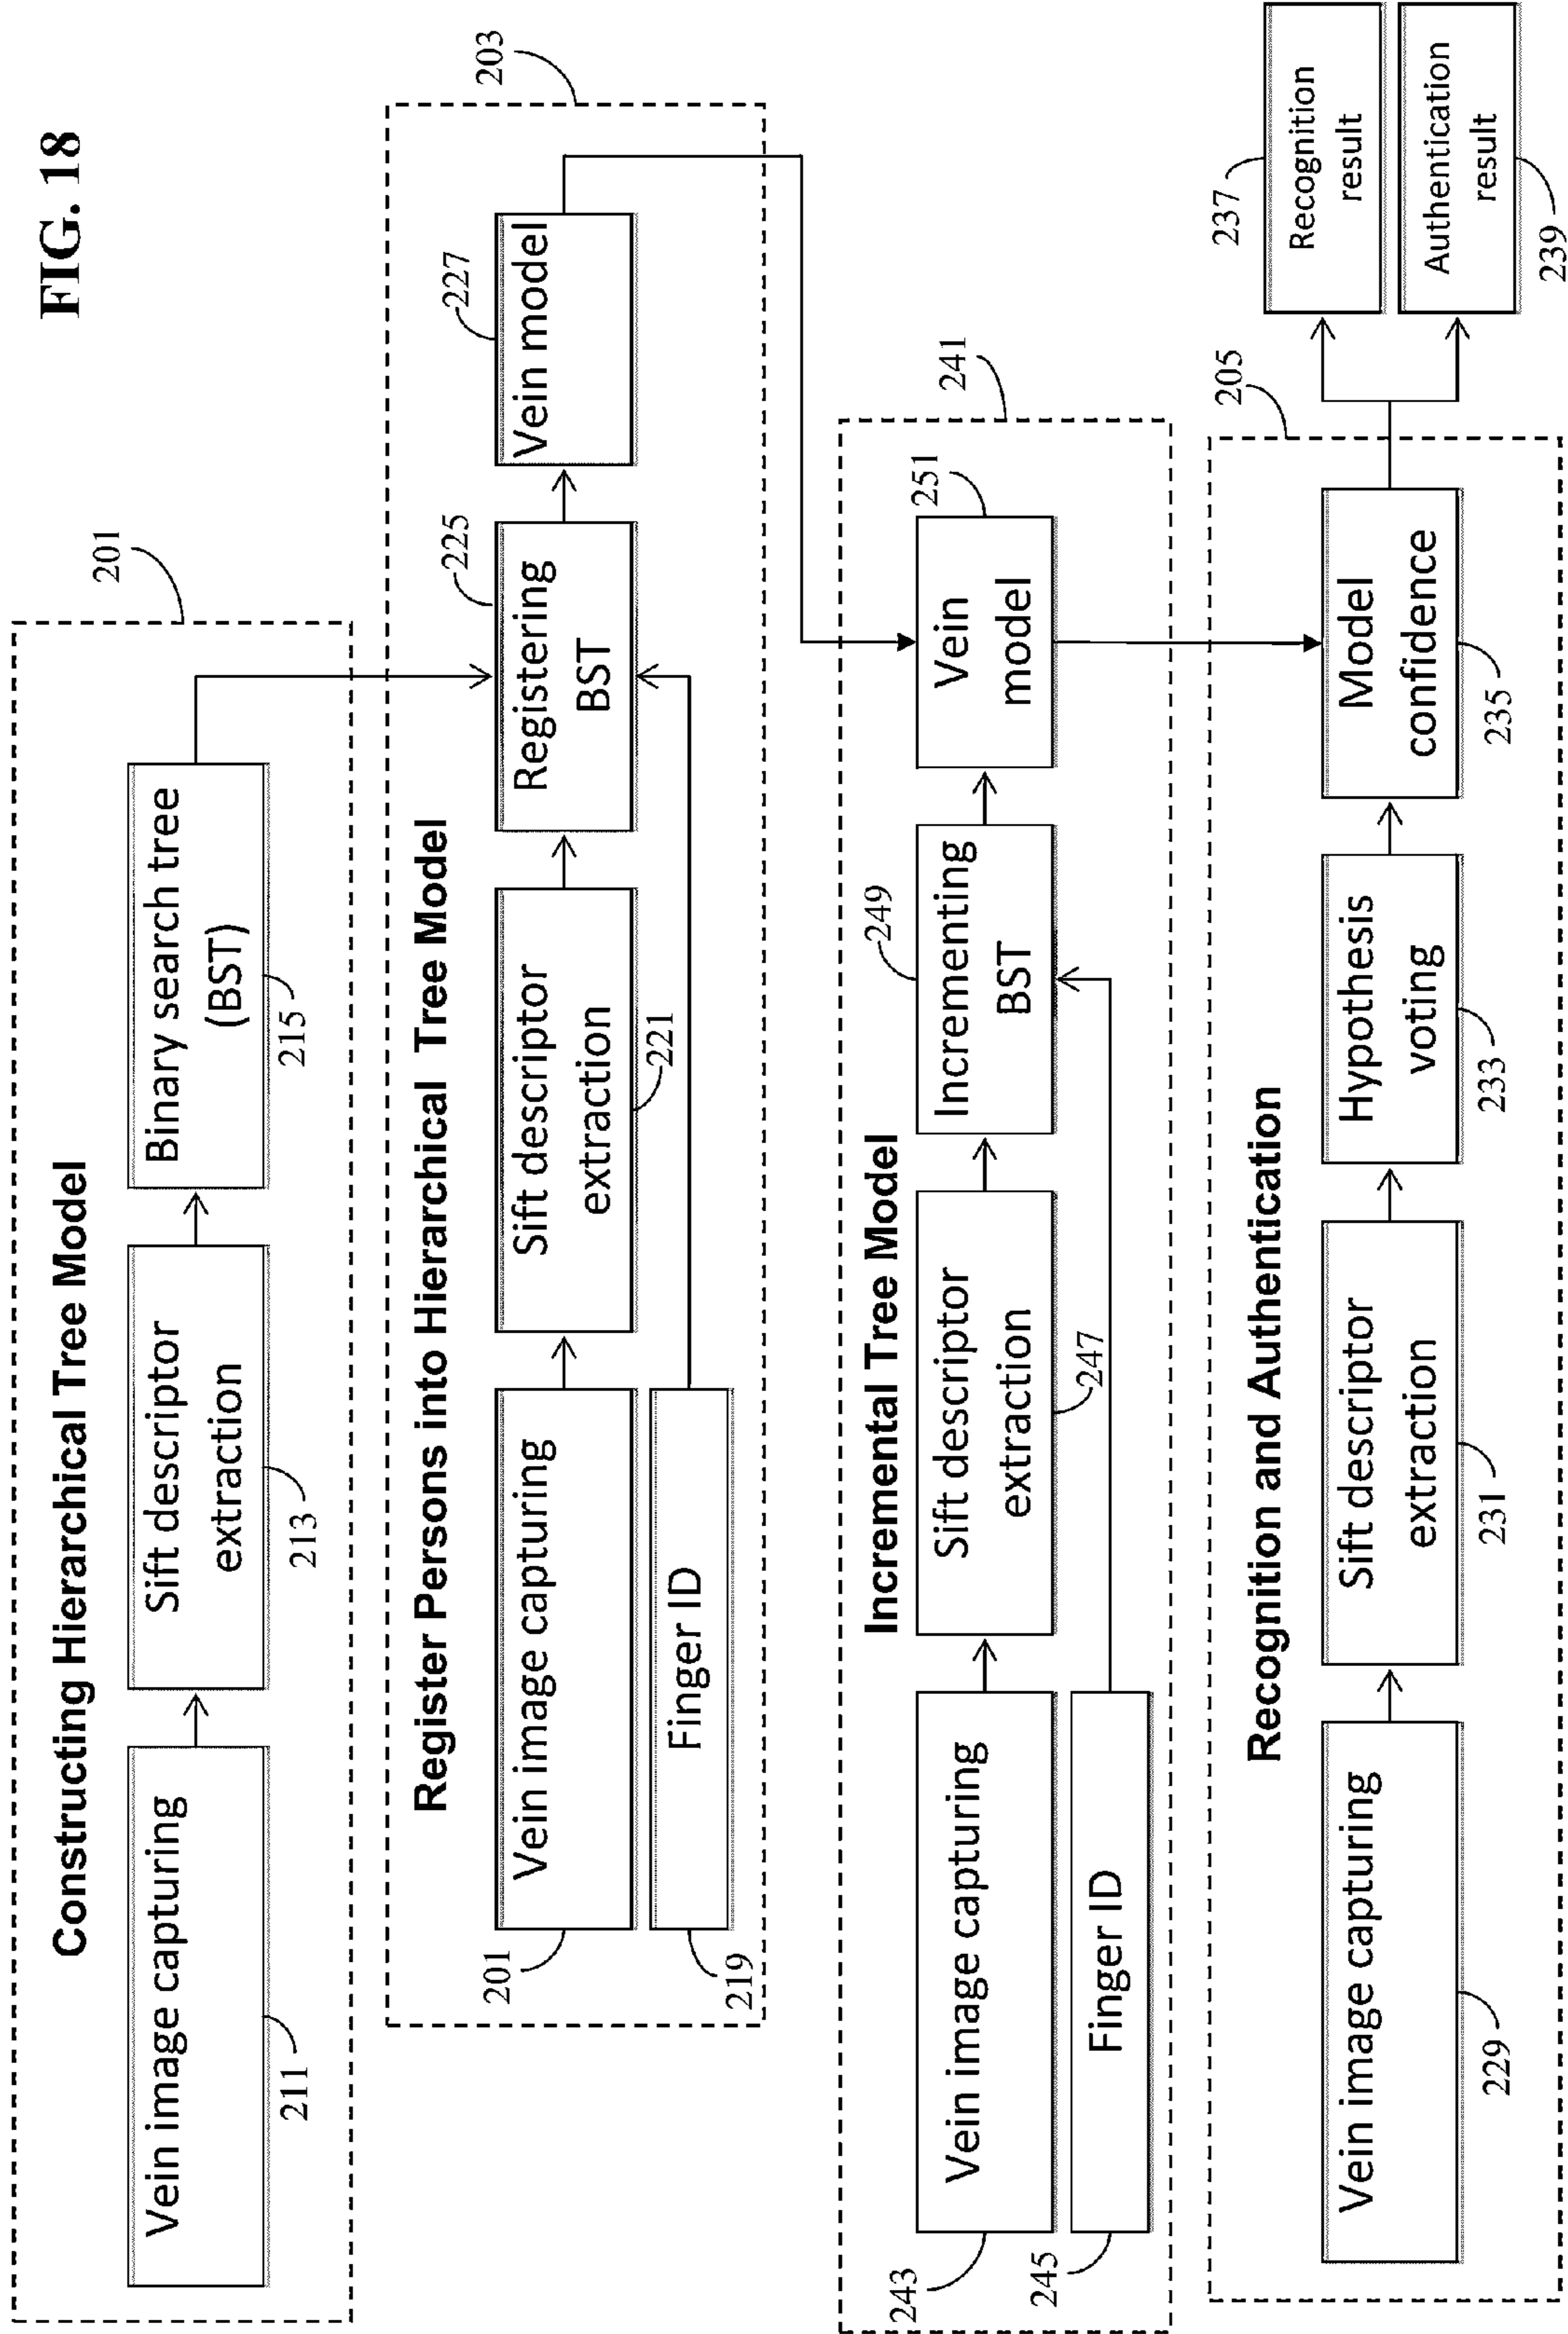 FIG. 18
201
Constructing Hierarchical Tree Model
Vein image capturing
211
Sift descriptor
extraction
213
Binary search tree
(BST)
215
203
Register Persons into Hierarchical Tree Model
Vein image capturing
201
Finger ID
219
Sift descriptor
extraction
221
Registering
BST
225
Vein model
227
241
Incremental Tree Model
Vein image capturing
243
Finger ID
245
Sift descriptor
extraction
247
Incrementing
BST
249
Vein
model
251
205
Recognition and Authentication
Vein image capturing
229
Sift descriptor
extraction
231
Hypothesis
voting
233
Model
confidence
235
237
Recognition
result
Authentication
result
239